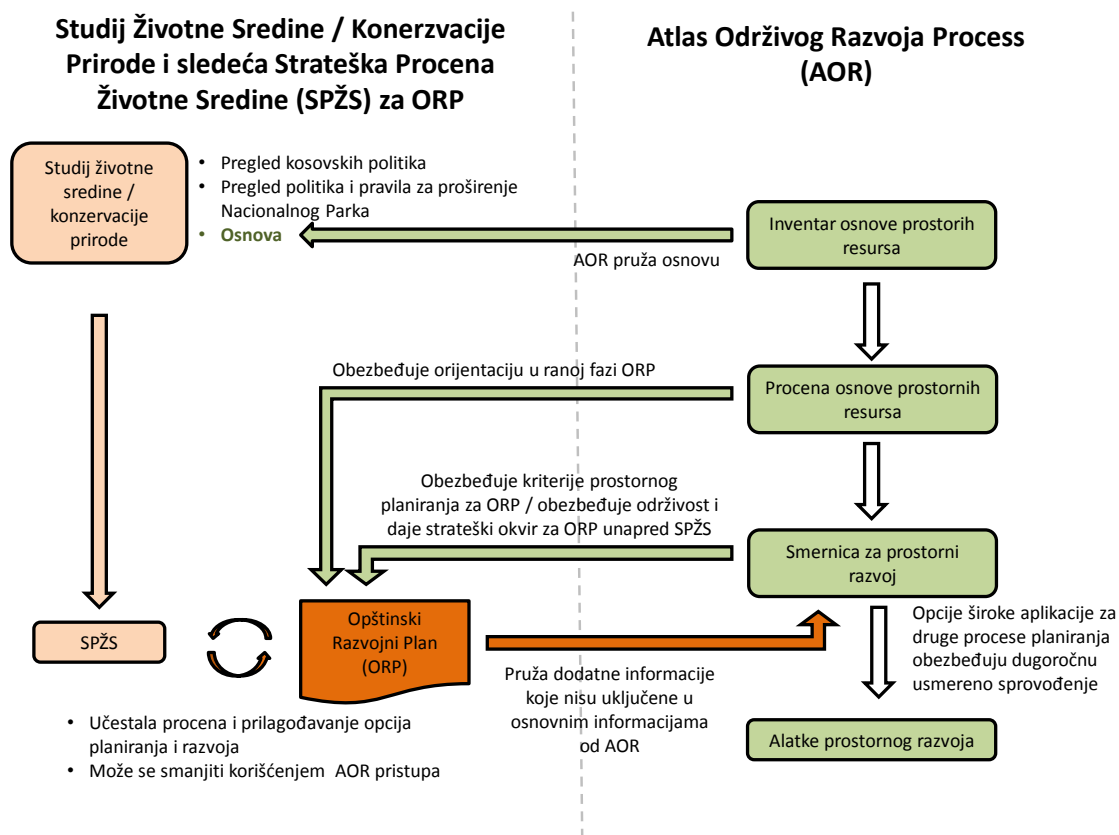 Studij Životne Sredine / Konerzvacije
Prirode i sledeća Strateška Procena
Životne Sredine (SPŽS) za ORP
Atlas Održivog Razvoja Process
(AOR)
Studij životne
sredine /
konzervacije
prirode
• Pregled kosovskih politika
• Pregled politika i pravila za proširenje
Nacionalnog Parka
• Osnova
AOR pruža osnovu
Inventar osnove prostorih
resursa
Obezbeđuje orijentaciju u ranoj fazi ORP
Procena osnove prostornih
resursa
Obezbeđuje kriterije prostornog
planiranja za ORP / obezbeđuje održivost i
daje strateški okvir za ORP unapred SPŽS
Smernica za prostorni
razvoj
SPŽS
Opštinski
Razvojni Plan
(ORP)
Opcije široke aplikacije za
druge procese planiranja
obezbeđuju dugoročnu
usmereno sprovođenje
Pruža dodatne informacije
koje nisu uključene u
osnovnim informacijama
od AOR
• Učestala procena i prilagođavanje opcija
planiranja i razvoja
• Može se smanjiti korišćenjem AOR pristupa
Alatke prostornog razvoja